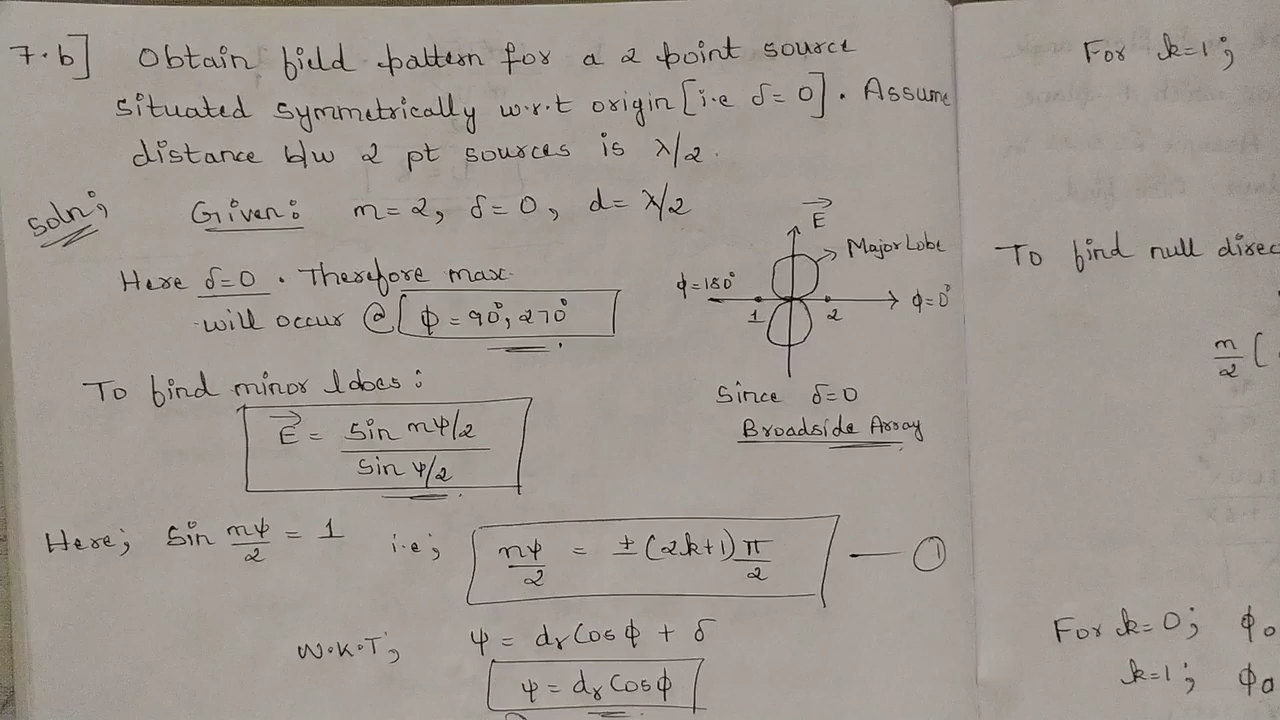 7.b] Obtain field pattern for a 2 point source
situated symmetrically w.r.t origin [i.e δ = 0]. Assume
distance b/w 2 pt sources is λ/2.
Soln; Given: n = 2, δ = 0, d = λ/2
Here δ = 0. Therefore max.
will occur @ ϕ = 90°, 270°
E→
Major Lobe
ϕ = 180°
ϕ = 0°
1 2
Since δ = 0
Broadside Array
To find minor lobes:
E→ = sin nψ/2 / sin ψ/2
Here; sin nψ/2 = 1 i.e; nψ/2 = ±(2k+1) π/2 — ①
W.K.T; ψ = dr Cos ϕ + δ
ψ = dr Cos ϕ
For k=1;
To find null direc
n/2 (
For k=0; ϕo
k=1; ϕo